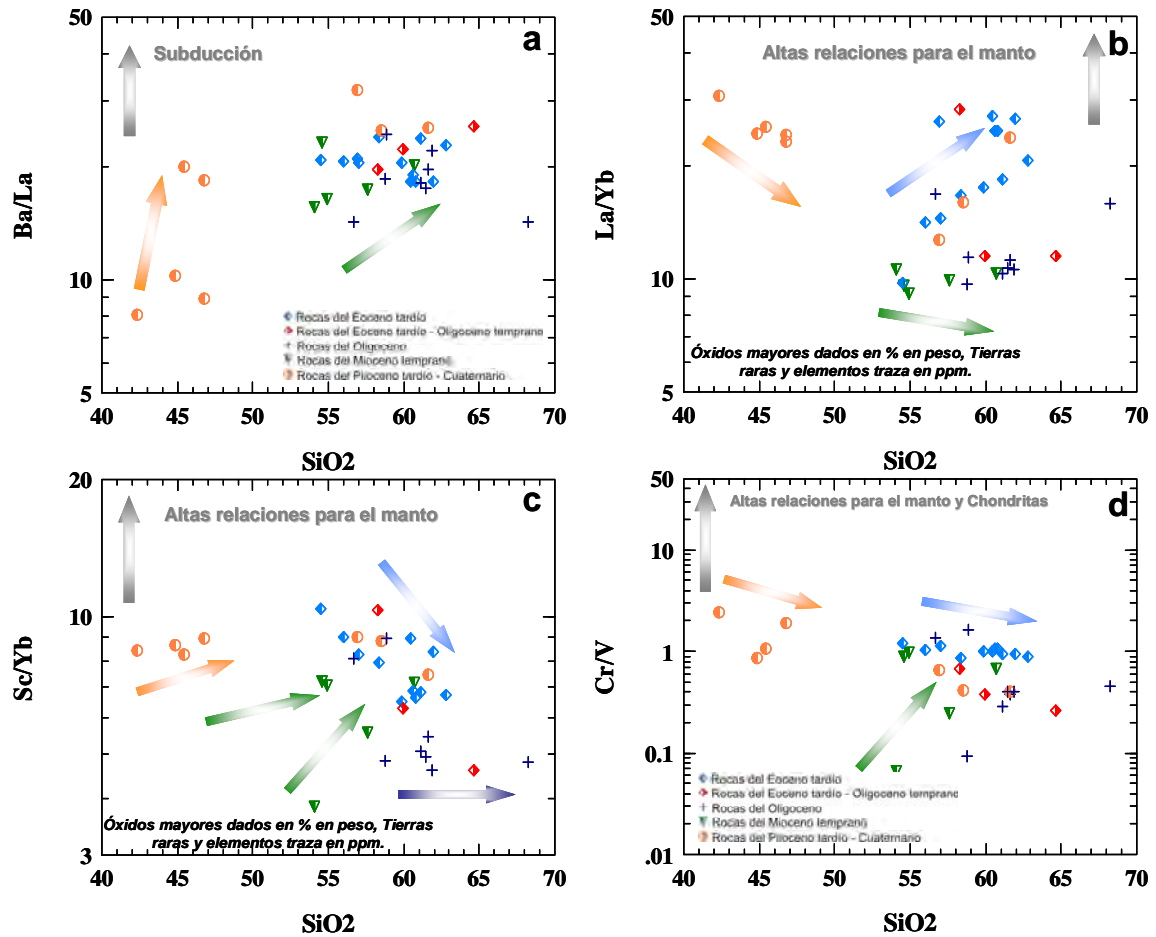 a
Subducción
50
10
5
Ba/La
40 45 50 55 60 65 70
SiO2
Rocas del Eoceno tardío
Rocas del Eoceno tardío - Oligoceno temprano
Rocas del Oligoceno
Rocas del Mioceno temprano
Rocas del Plioceno tardío - Cuaternario
b
Altas relaciones para el manto
50
10
5
La/Yb
Óxidos mayores dados en % en peso, Tierras
raras y elementos traza en ppm.
40 45 50 55 60 65 70
SiO2
c
Altas relaciones para el manto
20
10
3
Sc/Yb
Óxidos mayores dados en % en peso, Tierras
raras y elementos traza en ppm.
40 45 50 55 60 65 70
SiO2
d
Altas relaciones para el manto y Chondritas
50
10
1
0.1
.01
Cr/V
Rocas del Eoceno tardío
Rocas del Eoceno tardío - Oligoceno temprano
Rocas del Oligoceno
Rocas del Mioceno temprano
Rocas del Plioceno tardío - Cuaternario
40 45 50 55 60 65 70
SiO2